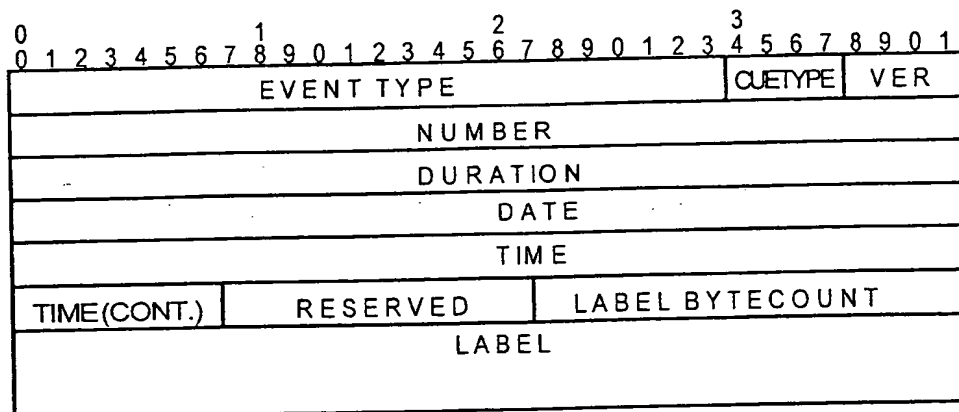 0 1 2 3
0 1 2 3 4 5 6 7 8 9 0 1 2 3 4 5 6 7 8 9 0 1 2 3 4 5 6 7 8 9 0 1
EVENT TYPE CUETYPE VER
NUMBER
DURATION
DATE
TIME
TIME(CONT.) RESERVED LABEL BYTECOUNT
LABEL